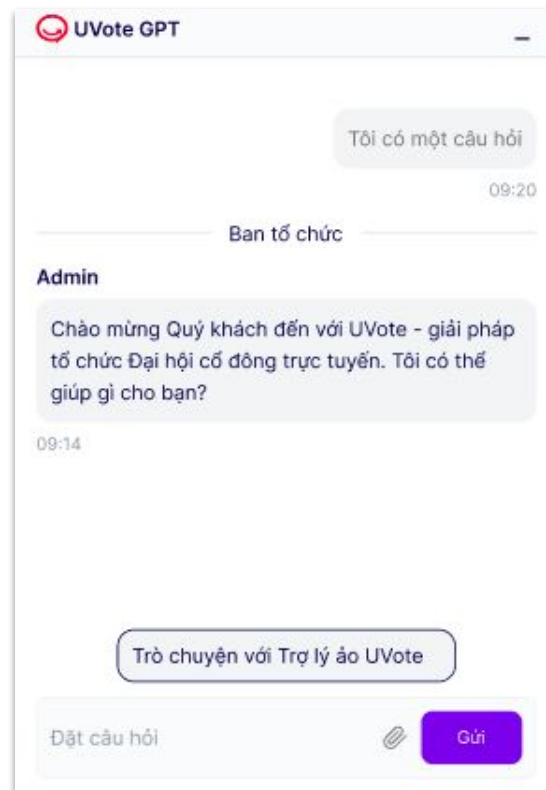 UVote GPT
Tôi có một câu hỏi
09:20
Ban tổ chức
Admin
Chào mừng Quý khách đến với UVote - giải pháp
tổ chức Đại hội cổ đông trực tuyến. Tôi có thể
giúp gì cho bạn?
09:14
Trò chuyện với Trợ lý ảo UVote
Đặt câu hỏi
Gửi